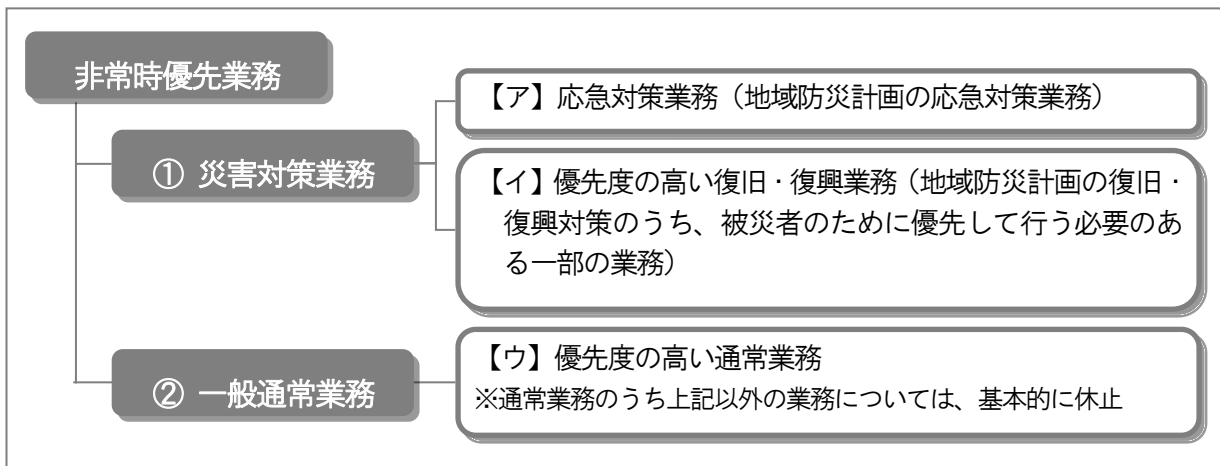 非常時優先業務
① 災害対策業務
【ア】応急対策業務（地域防災計画の応急対策業務）
【イ】優先度の高い復旧・復興業務（地域防災計画の復旧・
復興対策のうち、被災者のために優先して行う必要のあ
る一部の業務）
② 一般通常業務
【ウ】優先度の高い通常業務
※通常業務のうち上記以外の業務については、基本的に休止